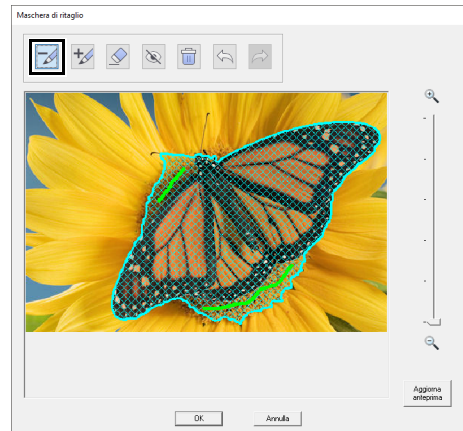 Maschera di ritaglio
Aggiorna
anteprima
OK
Annulla